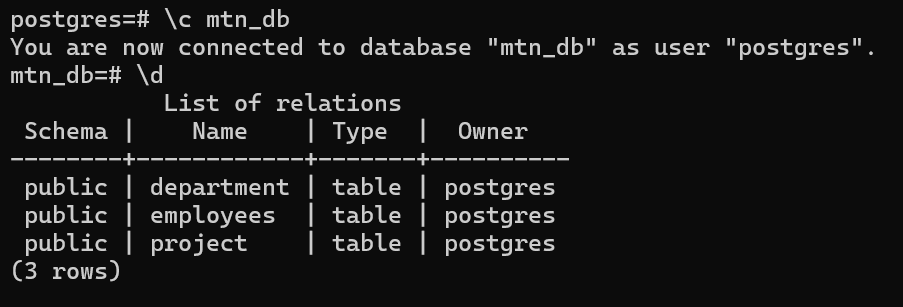 postgres=# \c mtn_db
You are now connected to database "mtn_db" as user "postgres".
mtn_db=# \d
           List of relations
 Schema |    Name    | Type  |  Owner
--------+------------+-------+----------
 public | department | table | postgres
 public | employees  | table | postgres
 public | project    | table | postgres
(3 rows)